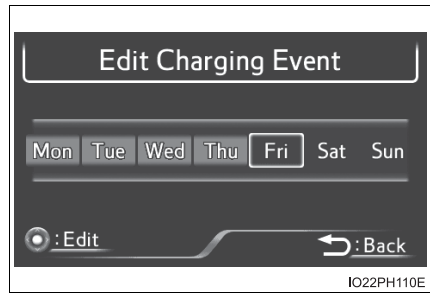 Edit Charging Event
Mon Tue Wed Thu Fri Sat Sun
:Edit :Back
IO22PH110E